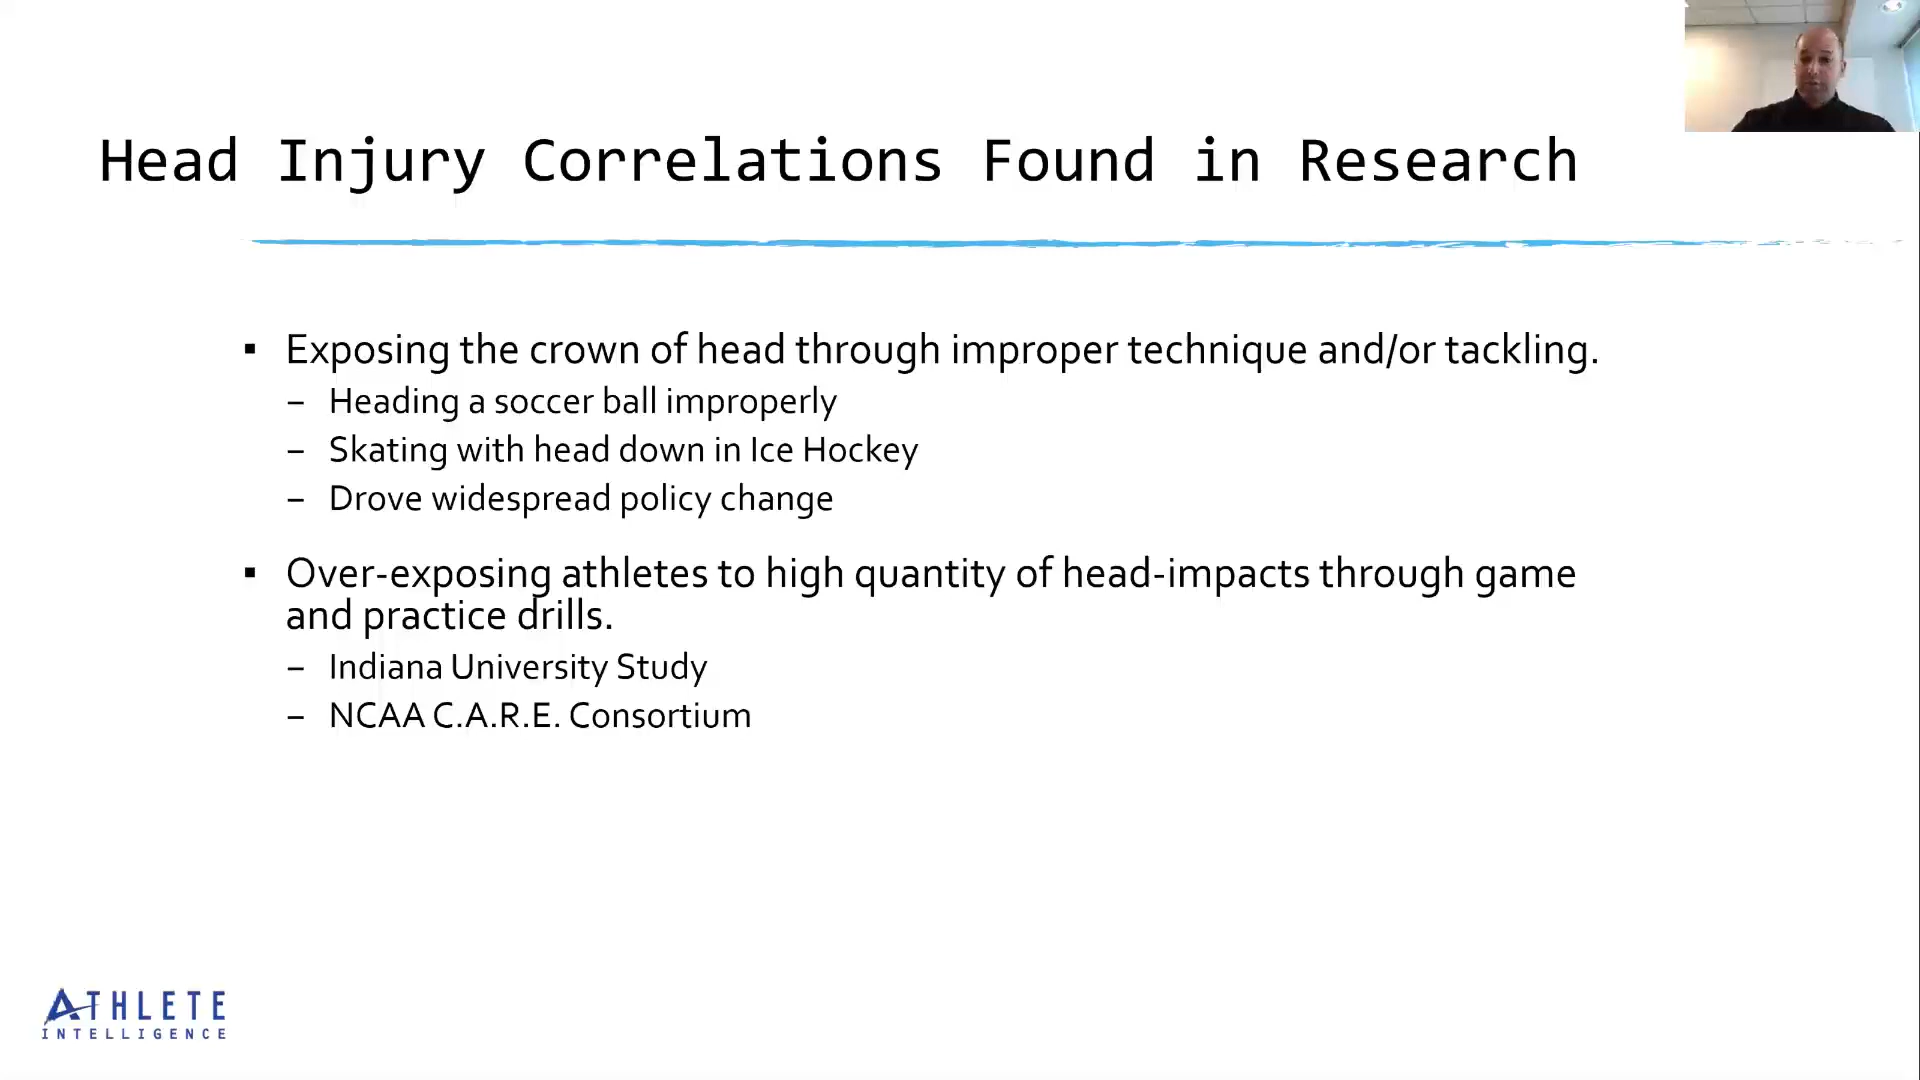 Head Injury Correlations Found in Research
▪ Exposing the crown of head through improper technique and/or tackling.
– Heading a soccer ball improperly
– Skating with head down in Ice Hockey
– Drove widespread policy change
▪ Over-exposing athletes to high quantity of head-impacts through game
and practice drills.
– Indiana University Study
– NCAA C.A.R.E. Consortium
ATHLETE
INTELLIGENCE